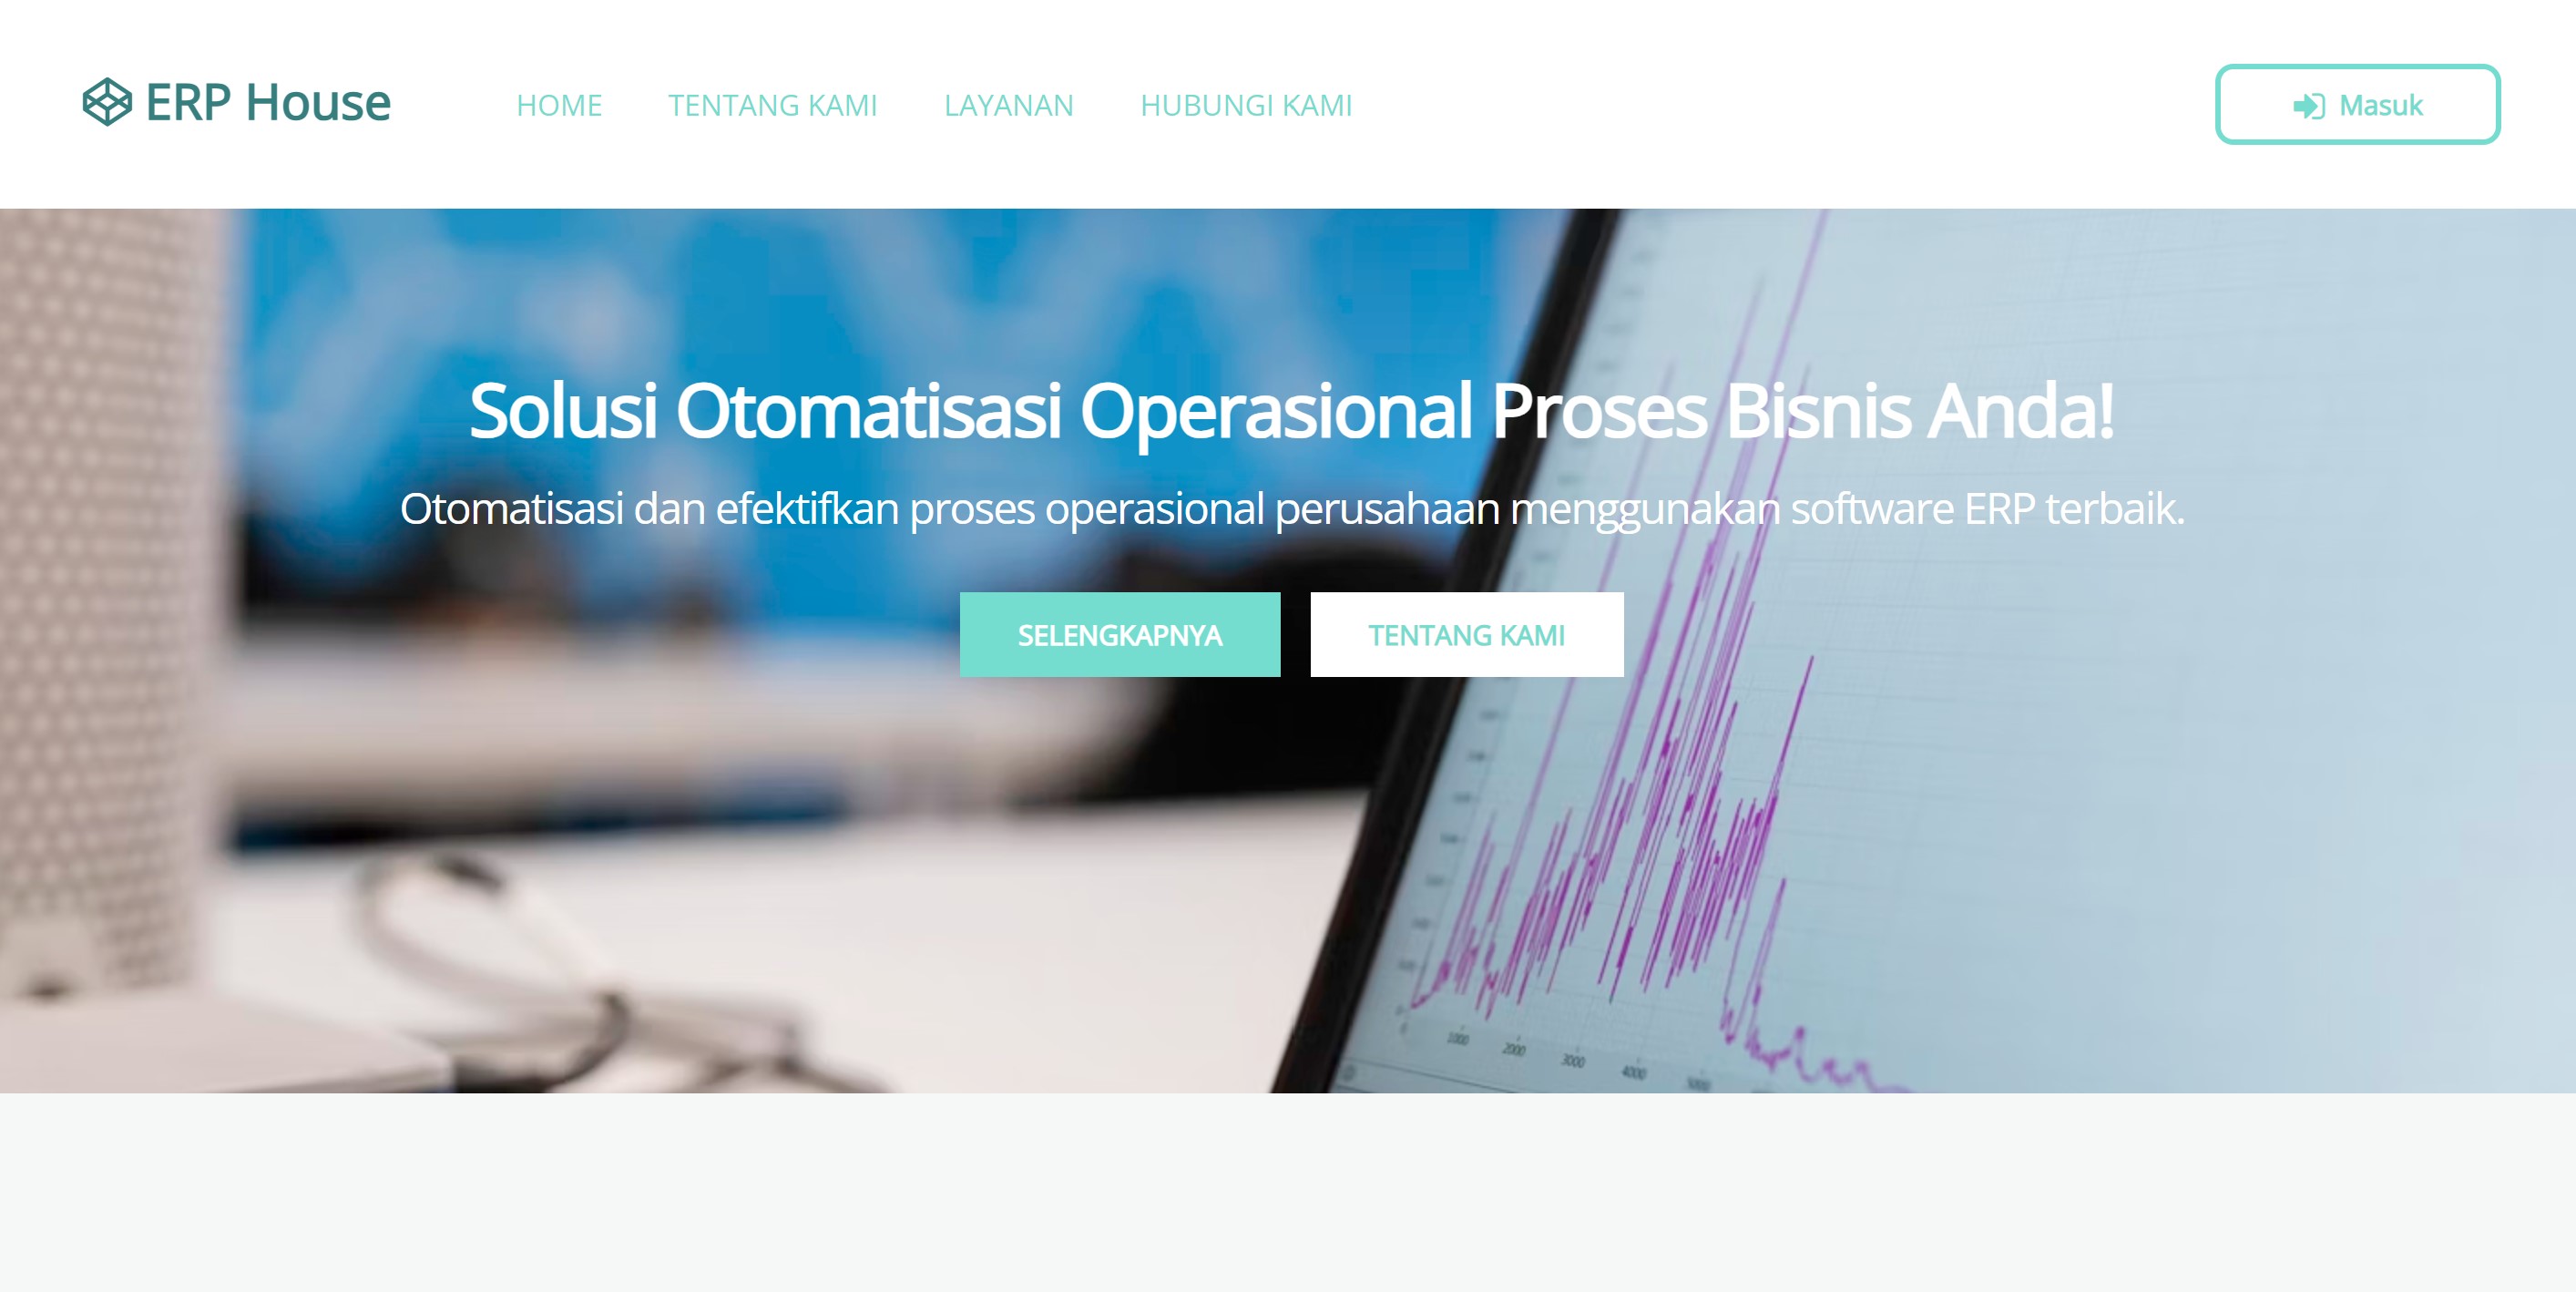 ERP House
HOME TENTANG KAMI LAYANAN HUBUNGI KAMI
Masuk
Solusi Otomatisasi Operasional Proses Bisnis Anda!
Otomatisasi dan efektifkan proses operasional perusahaan menggunakan software ERP terbaik.
SELENGKAPNYA
TENTANG KAMI
1000 2000 3000 4000 5000